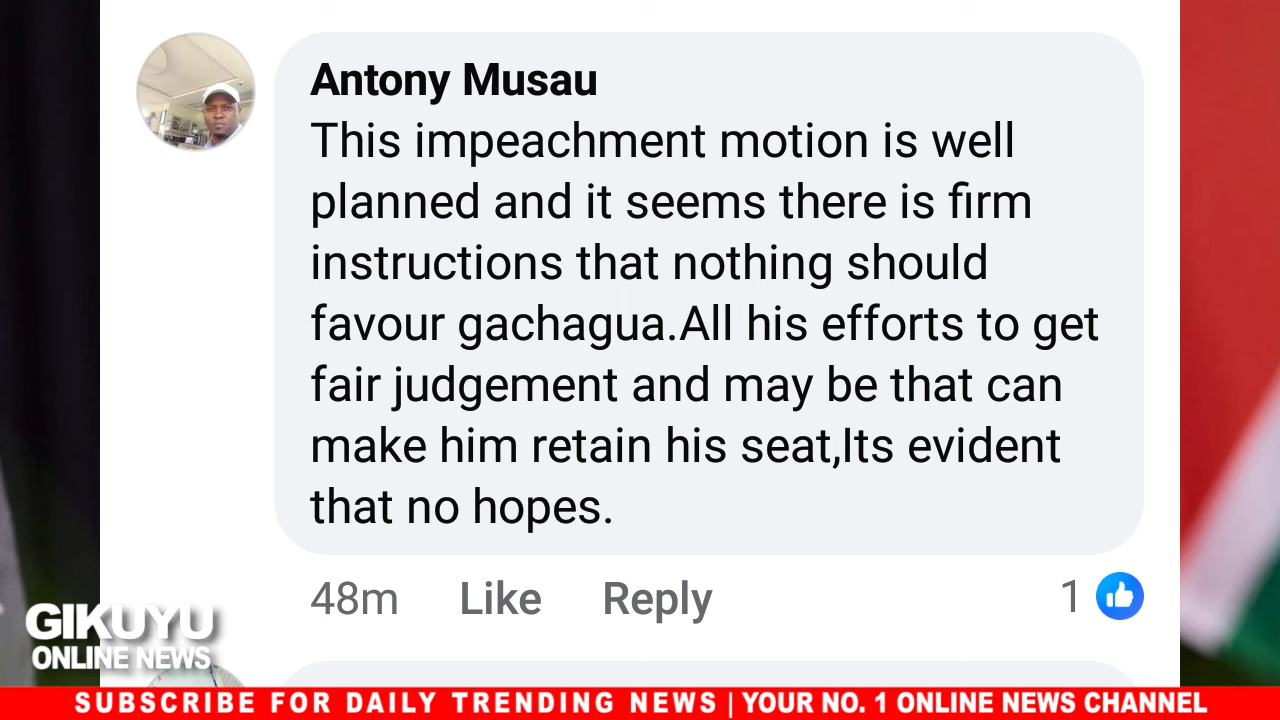 Antony Musau
This impeachment motion is well
planned and it seems there is firm
instructions that nothing should
favour gachagua.All his efforts to get
fair judgement and may be that can
make him retain his seat,Its evident
that no hopes.
48m Like Reply 1
GIKUYU
ONLINE NEWS
SUBSCRIBE FOR DAILY TRENDING NEWS | YOUR NO. 1 ONLINE NEWS CHANNEL